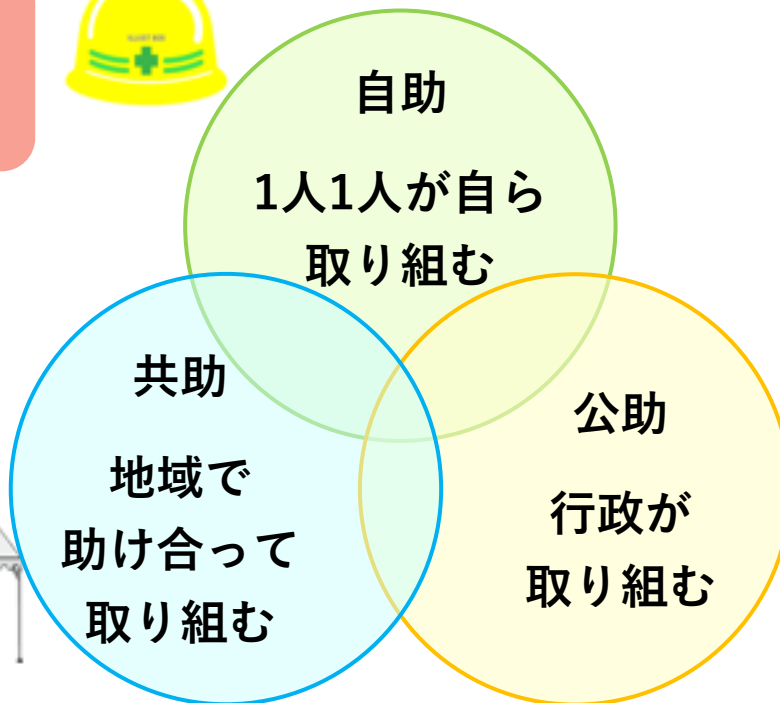 自助
1人1人が自ら
取り組む
共助
地域で
助け合って
取り組む
公助
行政が
取り組む